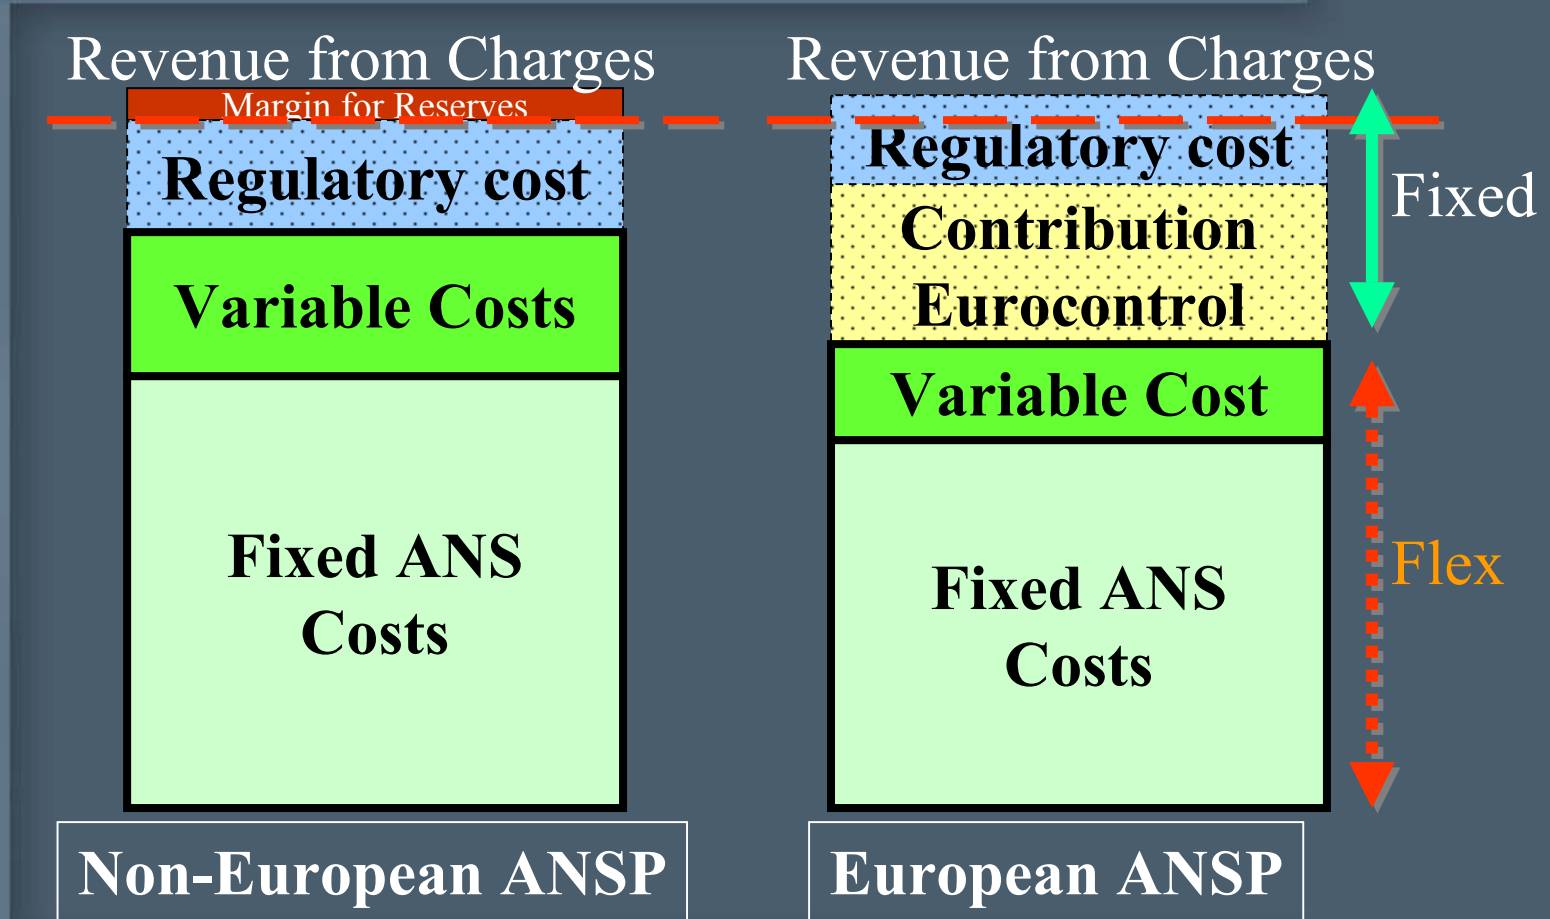 Revenue from Charges
Margin for Reserves
Regulatory cost
Variable Costs
Fixed ANS
Costs
Non-European ANSP
Revenue from Charges
Regulatory cost
Contribution
Eurocontrol
Variable Cost
Fixed ANS
Costs
European ANSP
Fixed
Flex